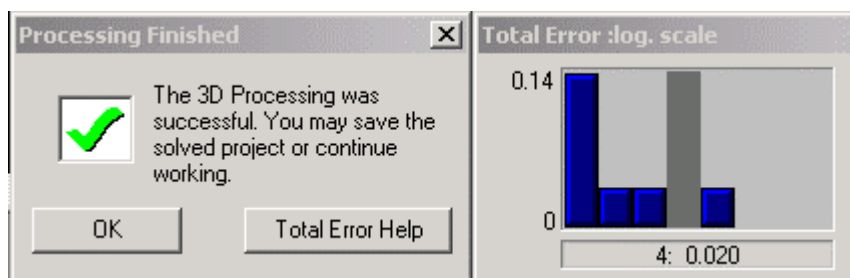 Processing Finished
The 3D Processing was
successful. You may save the
solved project or continue
working.
OK
Total Error Help
Total Error :log. scale
0.14
0
4: 0.020